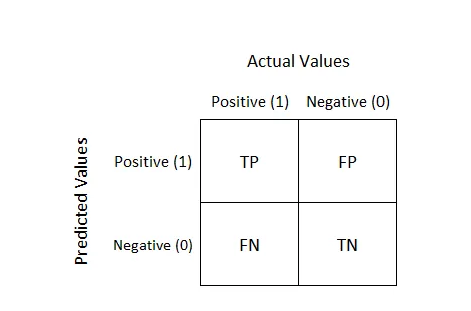 Actual Values
Positive (1) Negative (0)
Predicted Values
Positive (1) TP FP
Negative (0) FN TN